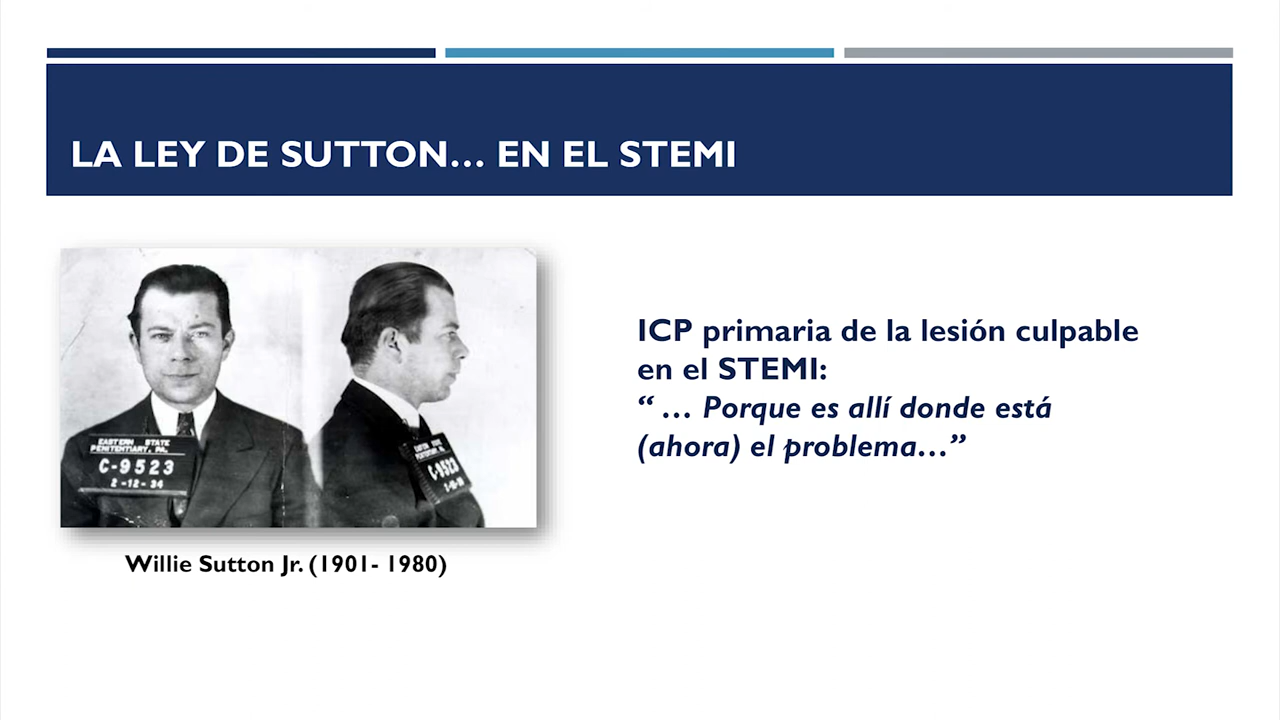 LA LEY DE SUTTON... EN EL STEMI
EASTERN STATE
PENITENTIARY, PA.
C-9523
2-12-34
C-9523
Willie Sutton Jr. (1901- 1980)
ICP primaria de la lesión culpable
en el STEMI:
“ ... Porque es allí donde está
(ahora) el problema...”